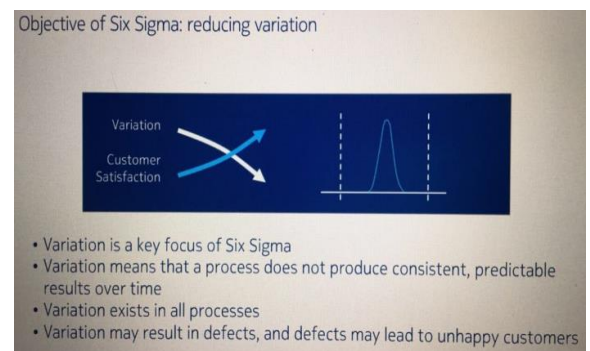 Objective of Six Sigma: reducing variation
Variation
Customer
Satisfaction
• Variation is a key focus of Six Sigma
• Variation means that a process does not produce consistent, predictable
results over time
• Variation exists in all processes
• Variation may result in defects, and defects may lead to unhappy customers